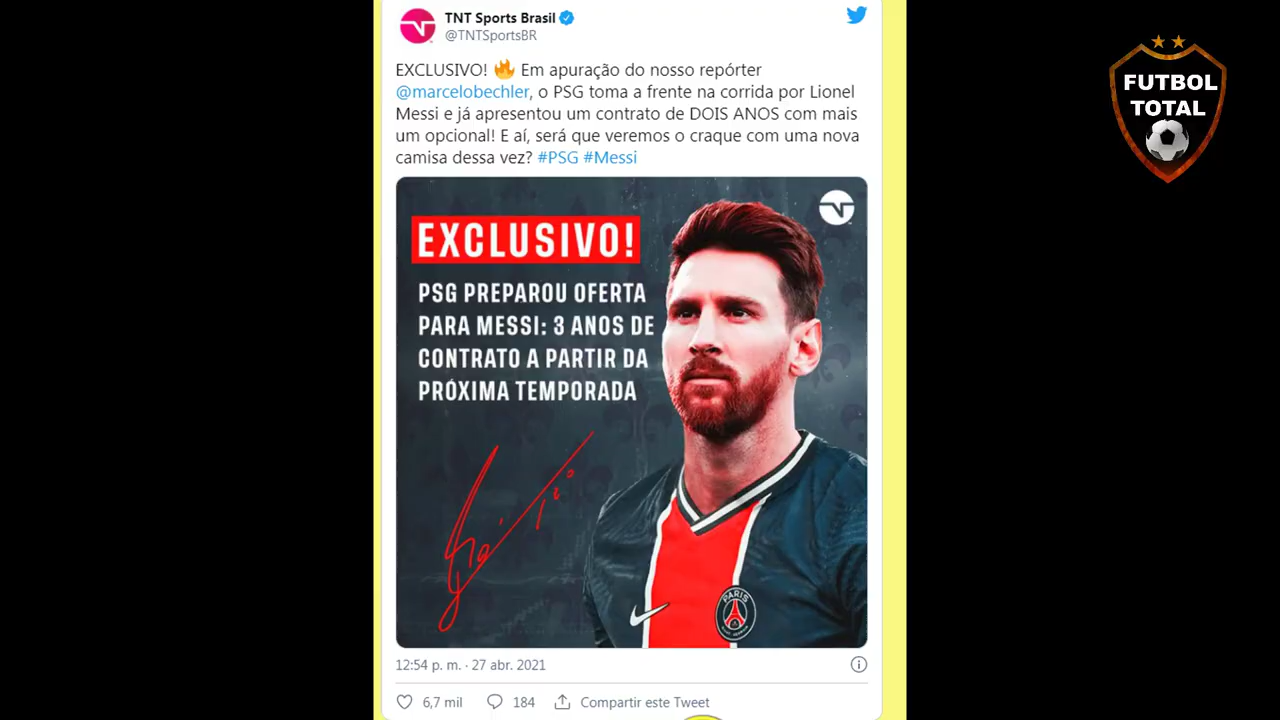 TNT Sports Brasil
@TNTSportsBR
FUTBOL
TOTAL
EXCLUSIVO! 🔥 Em apuração do nosso repórter
@marcelobechler, o PSG toma a frente na corrida por Lionel
Messi e já apresentou um contrato de DOIS ANOS com mais
um opcional! E aí, será que veremos o craque com uma nova
camisa dessa vez? #PSG #Messi
EXCLUSIVO!
PSG PREPAROU OFERTA
PARA MESSI: 3 ANOS DE
CONTRATO A PARTIR DA
PRÓXIMA TEMPORADA
PARIS
12:54 p. m. · 27 abr. 2021
6,7 mil
184
Compartir este Tweet